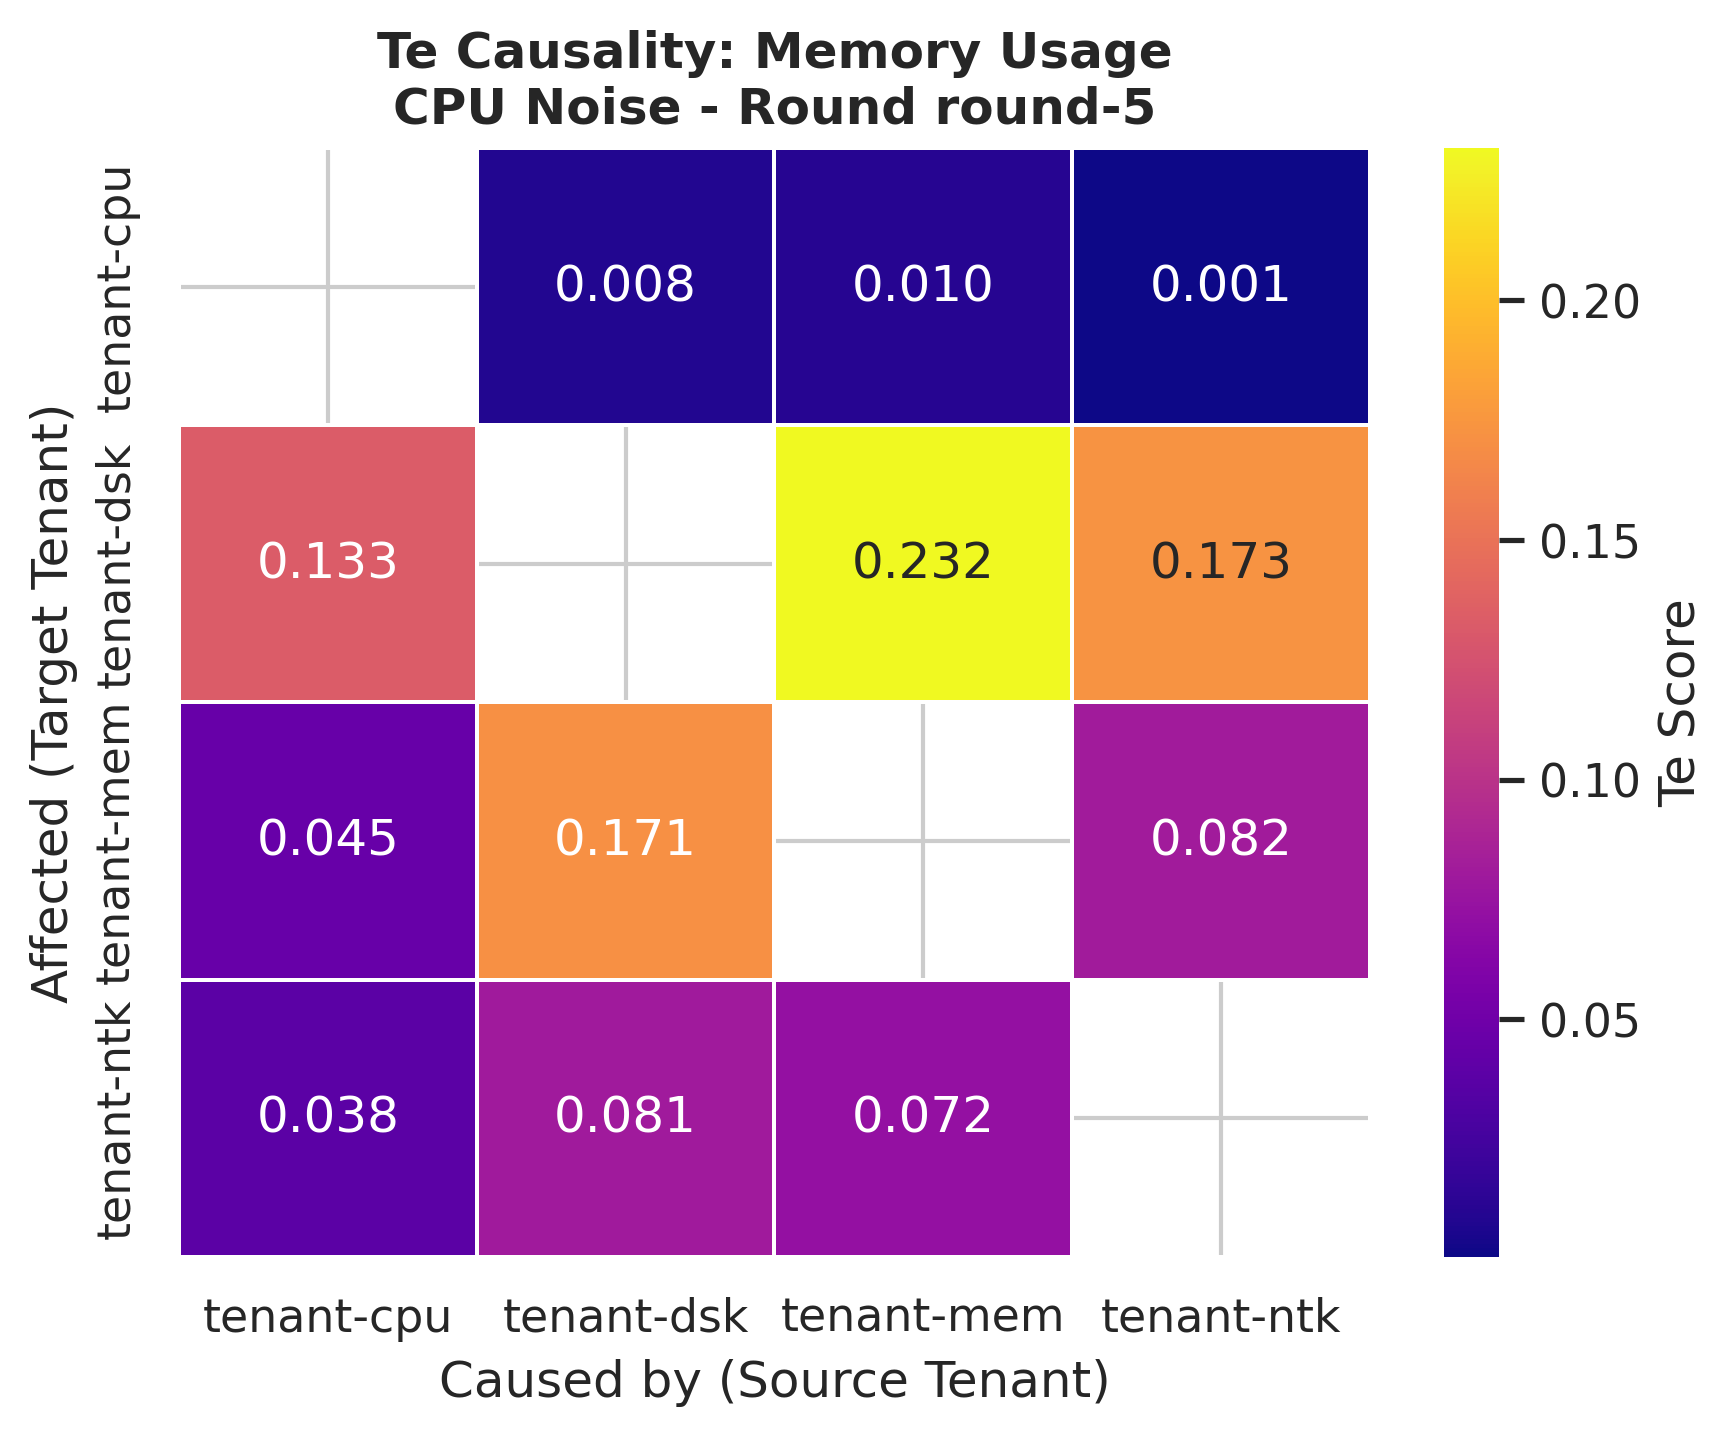 Te Causality: Memory Usage
CPU Noise - Round round-5
Affected (Target Tenant)
tenant-cpu
0.008 0.010 0.001
tenant-dsk
0.133 0.232 0.173
tenant-mem
0.045 0.171 0.082
tenant-ntk
0.038 0.081 0.072
tenant-cpu tenant-dsk tenant-mem tenant-ntk
Caused by (Source Tenant)
0.20
0.15
0.10
0.05
Te Score